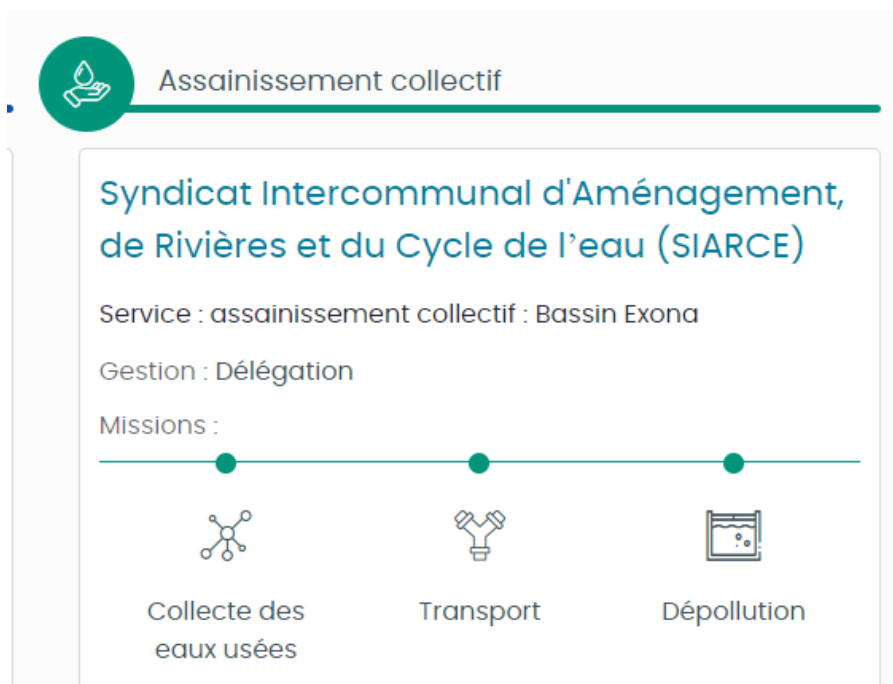 Assainissement collectif
Syndicat Intercommunal d'Aménagement,
de Rivières et du Cycle de l’eau (SIARCE)
Service : assainissement collectif : Bassin Exona
Gestion : Délégation
Missions :
Collecte des
eaux usées
Transport
Dépollution